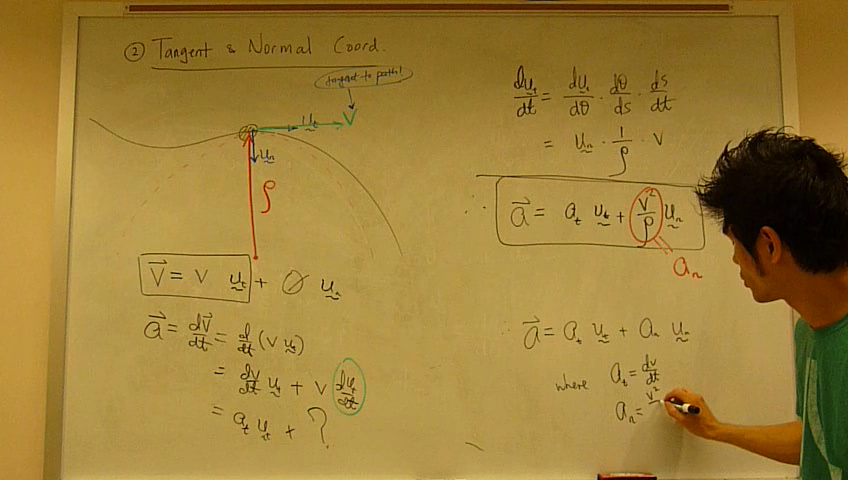 ② Tangent & Normal Coord.
tangent to path!
u_t V
u_n
ρ
V⃗ = V u_t + 0 u_n
a⃗ = dV⃗/dt = d/dt (V u_t)
= dV/dt u_t + V du_t/dt
= a_t u_t + ?
du_t/dt = du_t/dθ · dθ/ds · ds/dt
= u_n · 1/ρ · V
∴ a⃗ = a_t u_t + V²/ρ u_n
a_n
∴ a⃗ = a_t u_t + a_n u_n
where a_t = dv/dt
a_n = v²